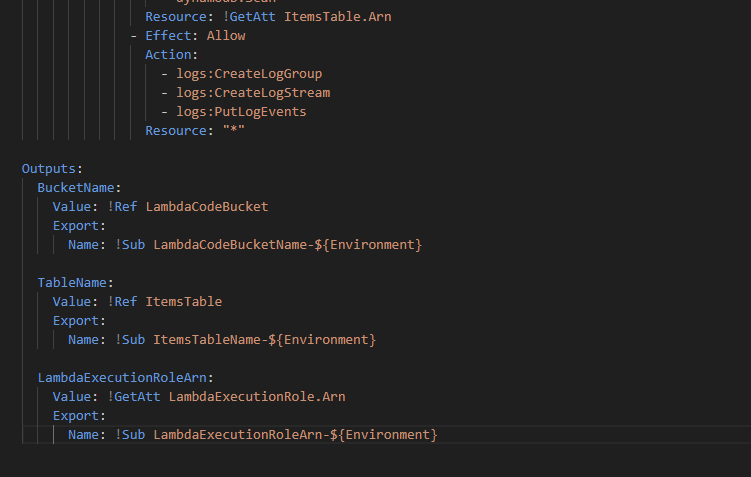 Resource: !GetAtt ItemsTable.Arn
- Effect: Allow
Action:
- logs:CreateLogGroup
- logs:CreateLogStream
- logs:PutLogEvents
Resource: "*"
Outputs:
BucketName:
Value: !Ref LambdaCodeBucket
Export:
Name: !Sub LambdaCodeBucketName-${Environment}
TableName:
Value: !Ref ItemsTable
Export:
Name: !Sub ItemsTableName-${Environment}
LambdaExecutionRoleArn:
Value: !GetAtt LambdaExecutionRole.Arn
Export:
Name: !Sub LambdaExecutionRoleArn-${Environment}